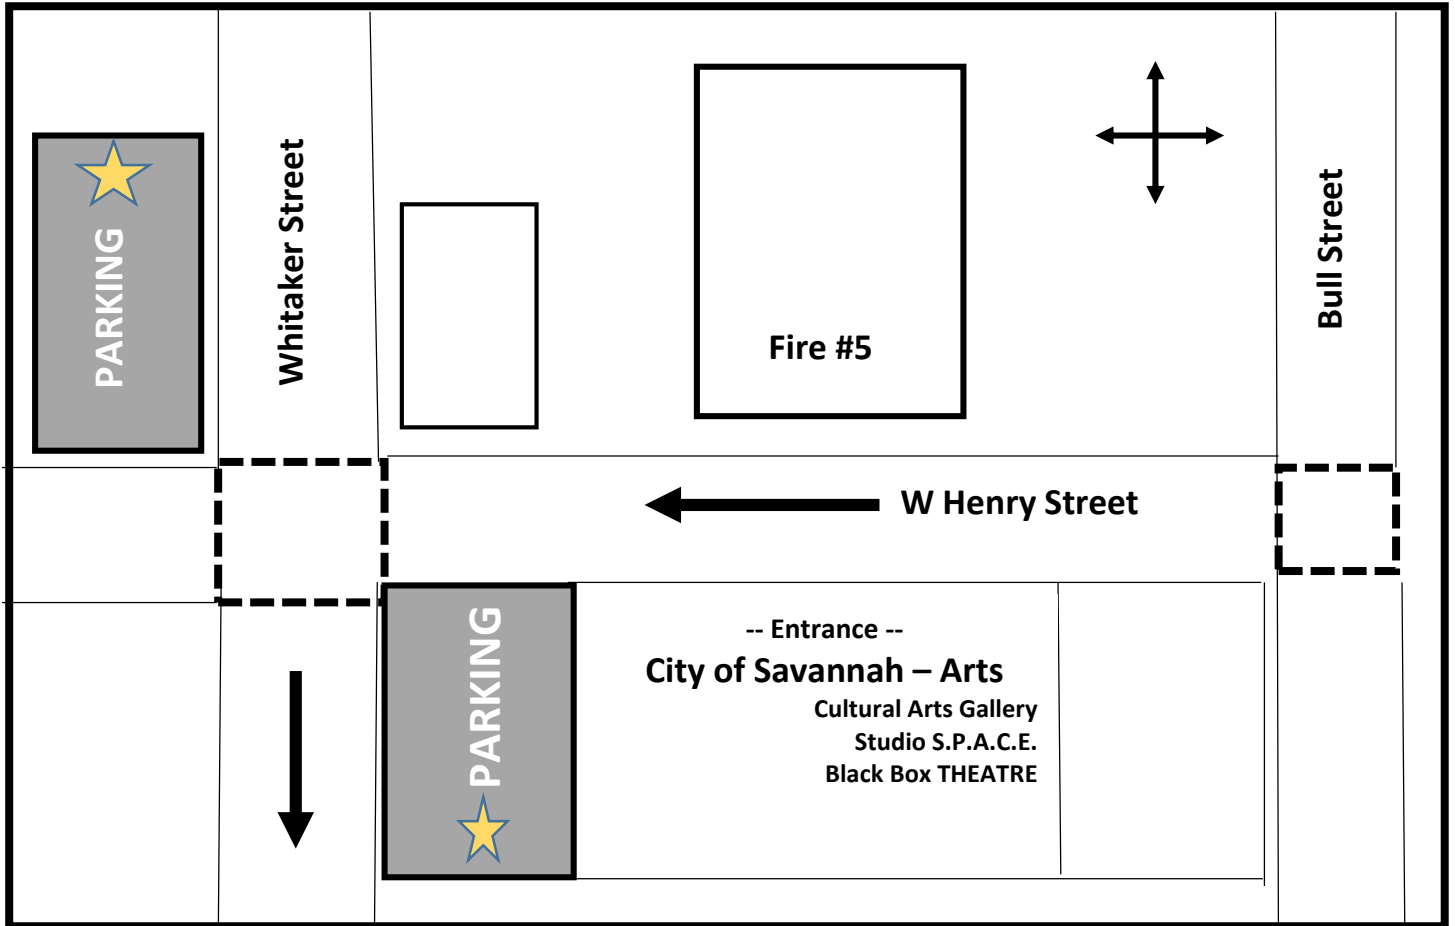 PARKING
Whitaker Street
Fire #5
Bull Street
W Henry Street
PARKING
-- Entrance --
City of Savannah – Arts
Cultural Arts Gallery
Studio S.P.A.C.E.
Black Box THEATRE